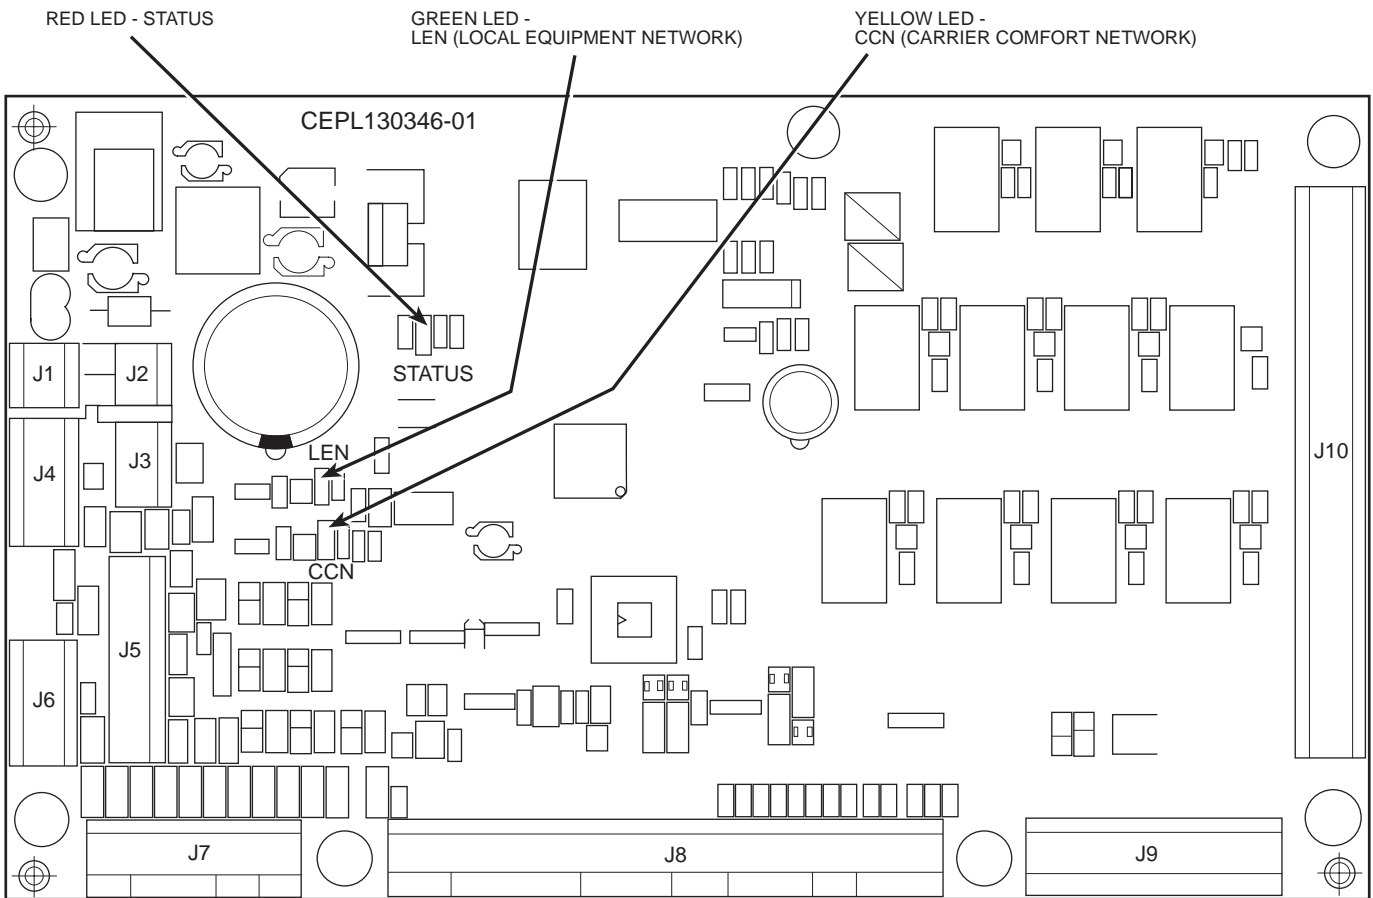 RED LED - STATUS
GREEN LED -
LEN (LOCAL EQUIPMENT NETWORK)
YELLOW LED -
CCN (CARRIER COMFORT NETWORK)
CEPL130346-01
STATUS
J1
J2
LEN
J4
J3
J10
CCN
J5
J6
J7
J8
J9